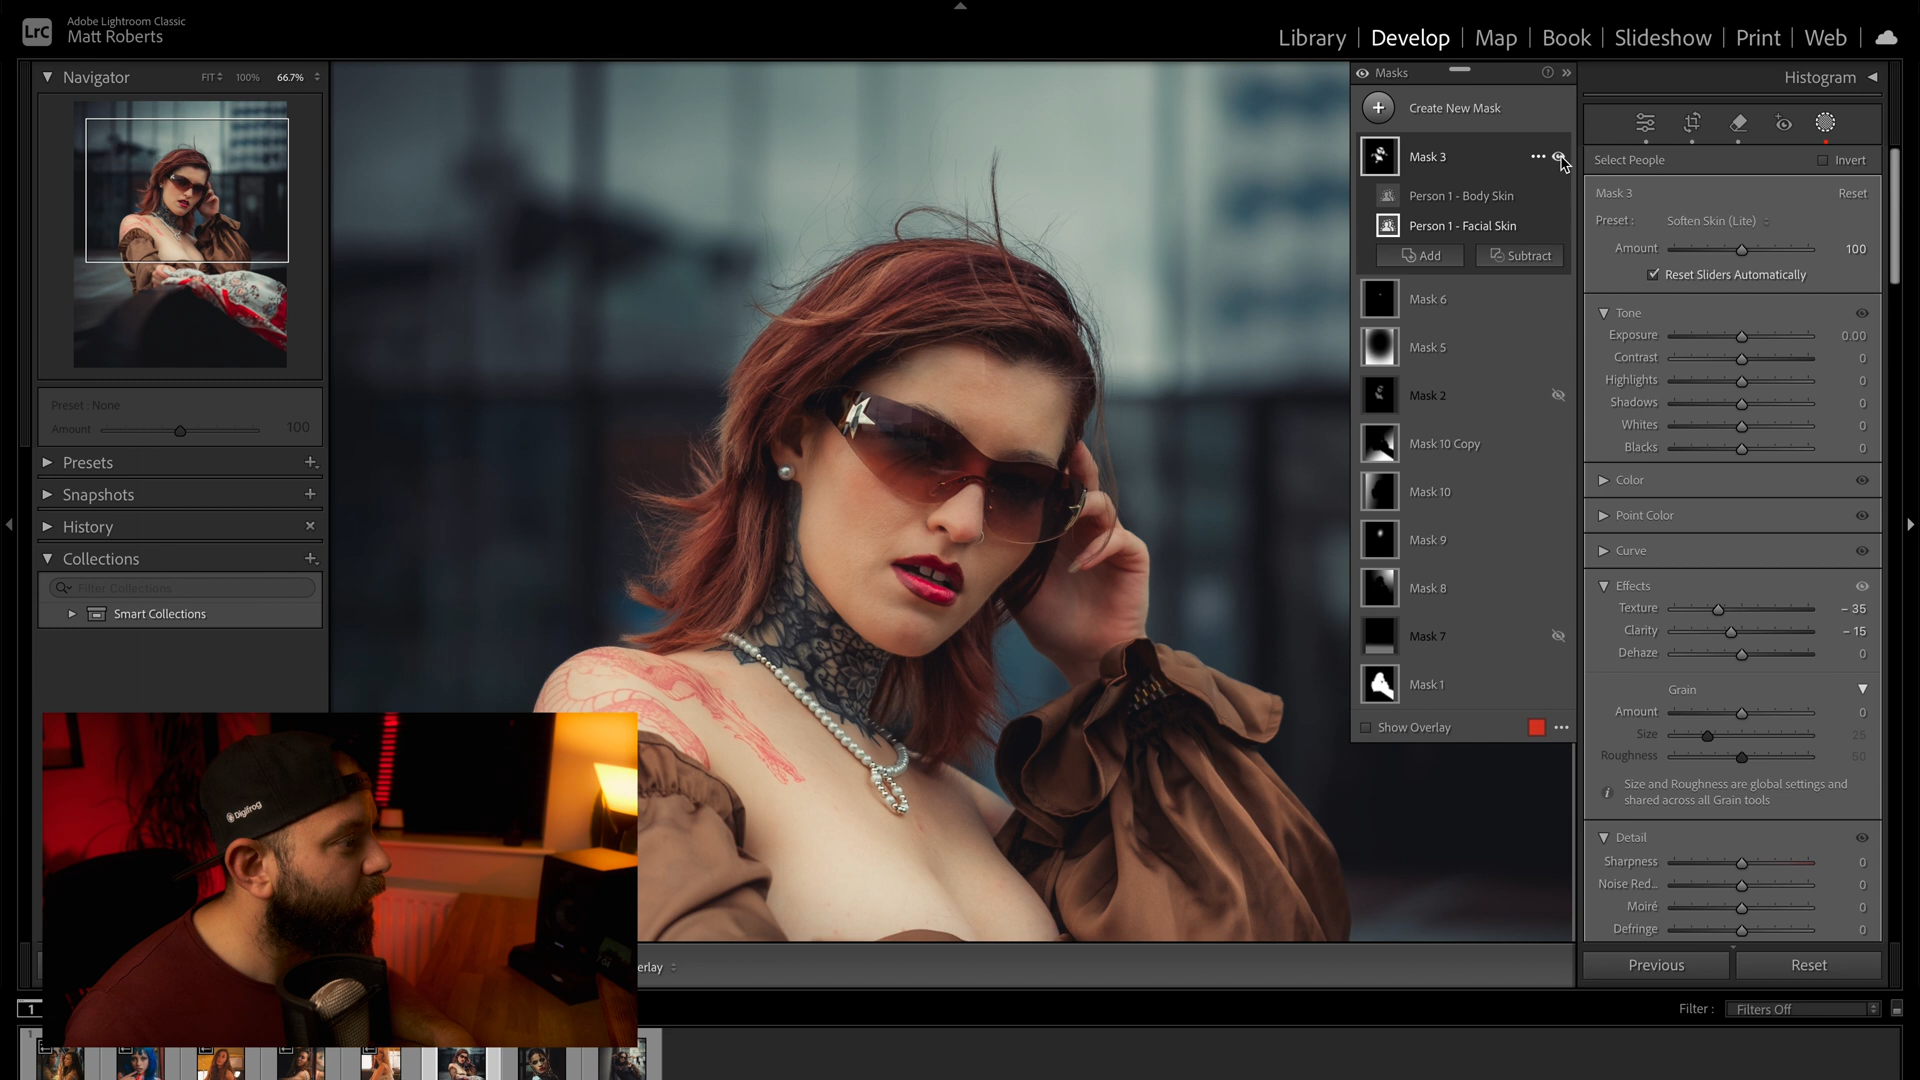 LrC
Adobe Lightroom Classic
Matt Roberts
Library | Develop | Map | Book | Slideshow | Print | Web
Navigator
FIT 100% 66.7%
Preset : None
Amount 100
Presets
Snapshots
History
Collections
Filter Collections
Smart Collections
Masks
Create New Mask
Mask 3
Person 1 - Body Skin
Person 1 - Facial Skin
Add
Subtract
Mask 6
Mask 5
Mask 2
Mask 10 Copy
Mask 10
Mask 9
Mask 8
Mask 7
Mask 1
Show Overlay
Histogram
Select People
Invert
Mask 3
Reset
Preset : Soften Skin (Lite)
Amount 100
Reset Sliders Automatically
Tone
Exposure 0.00
Contrast 0
Highlights 0
Shadows 0
Whites 0
Blacks 0
Color
Point Color
Curve
Effects
Texture - 35
Clarity - 15
Dehaze 0
Grain
Amount 0
Size 25
Roughness 50
Size and Roughness are global settings and
shared across all Grain tools
Detail
Sharpness 0
Noise Red... 0
Moiré 0
Defringe 0
Previous
Reset
Digifrog
erlay
1
Filter : Filters Off
1